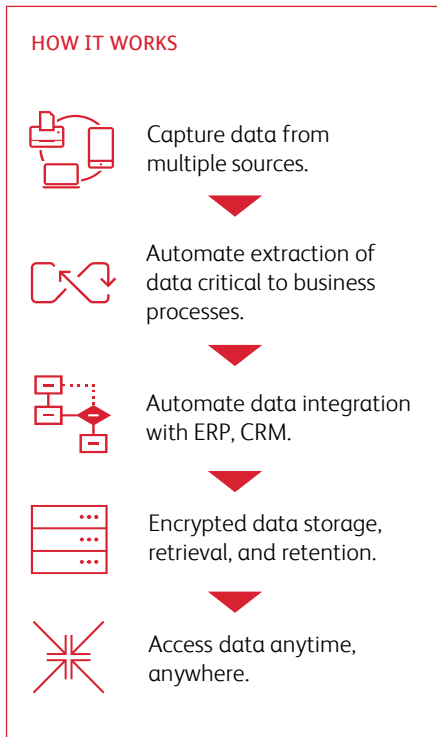 HOW IT WORKS
Capture data from
multiple sources.
Automate extraction of
data critical to business
processes.
Automate data integration
with ERP, CRM.
Encrypted data storage,
retrieval, and retention.
Access data anytime,
anywhere.